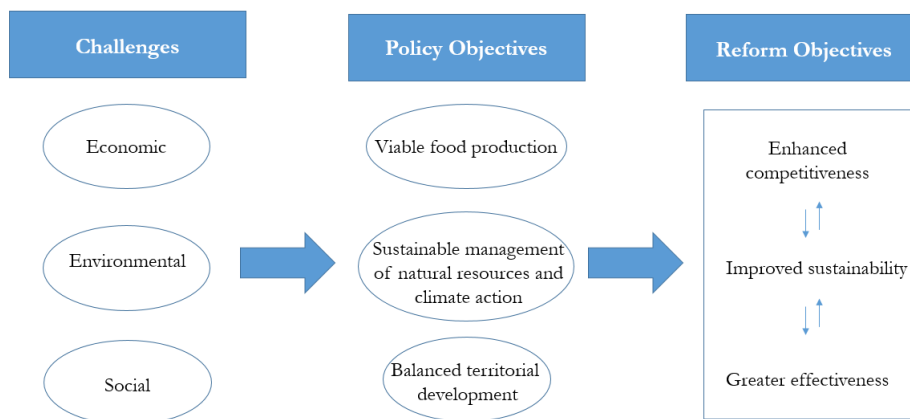 Challenges
Policy Objectives
Reform Objectives
Economic
Environmental
Social
Viable food production
Sustainable management
of natural resources and
climate action
Balanced territorial
development
Enhanced
competitiveness
Improved sustainability
Greater effectiveness